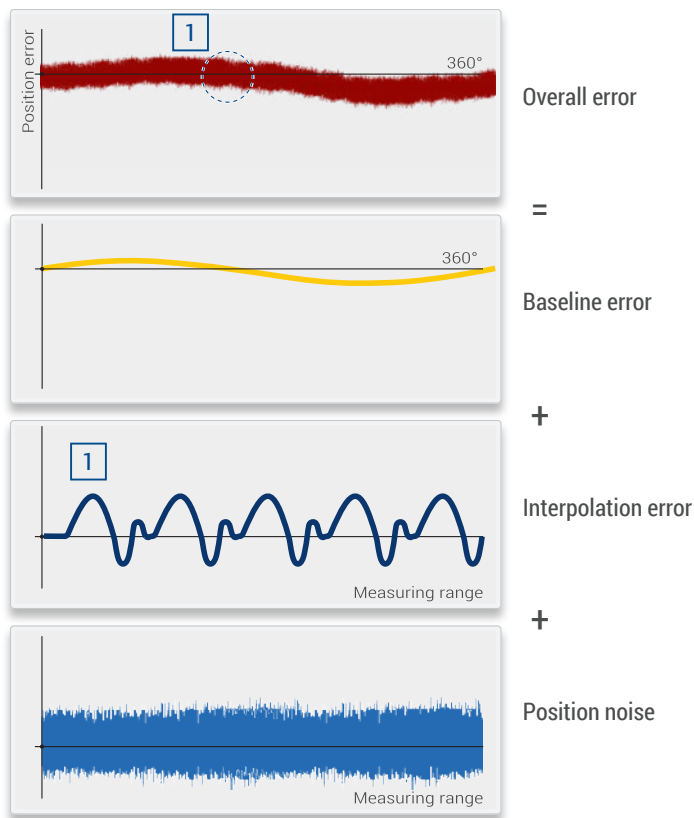 1
Position error
360°
Overall error
=
360°
Baseline error
+
1
Interpolation error
Measuring range
+
Position noise
Measuring range